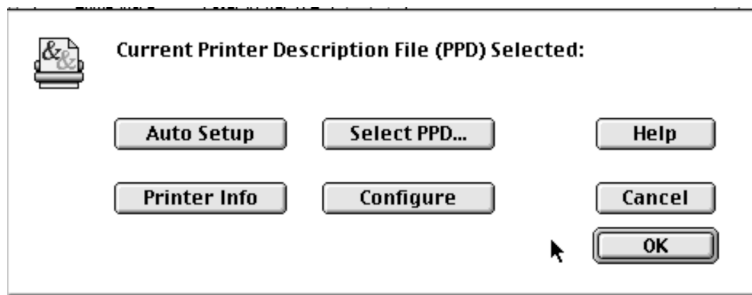 &&
Current Printer Description File (PPD) Selected:
Auto Setup Select PPD... Help
Printer Info Configure Cancel
OK